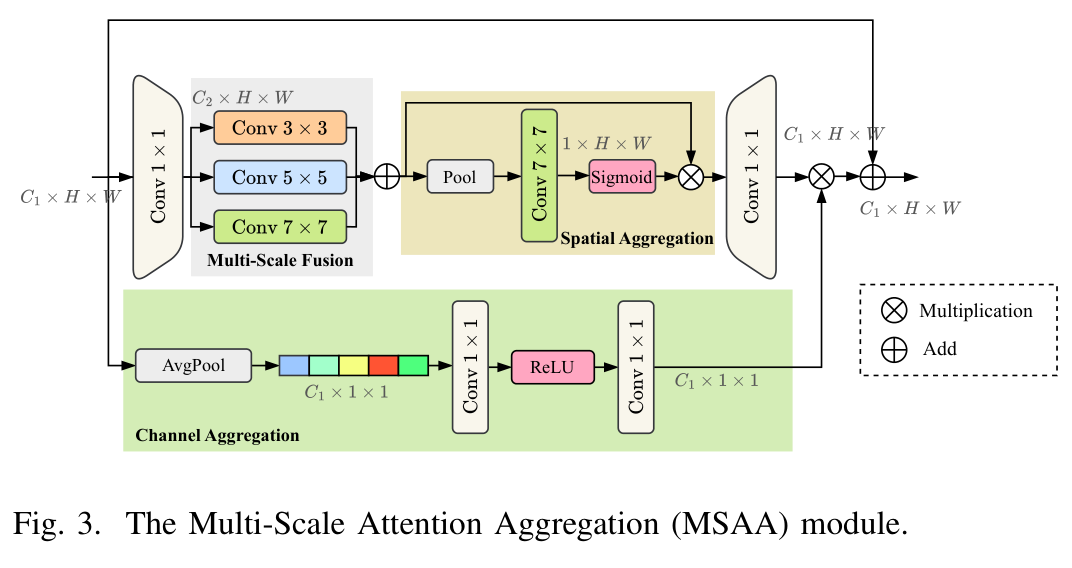 C₁ × H × W
Conv 1 × 1
C₂ × H × W
Conv 3 × 3
Conv 5 × 5
Conv 7 × 7
Multi-Scale Fusion
Pool
Conv 7 × 7
1 × H × W
Sigmoid
Spatial Aggregation
Conv 1 × 1
C₁ × H × W
C₁ × H × W
Multiplication
Add
AvgPool
C₁ × 1 × 1
Conv 1 × 1
ReLU
Conv 1 × 1
C₁ × 1 × 1
Channel Aggregation
Fig. 3. The Multi-Scale Attention Aggregation (MSAA) module.